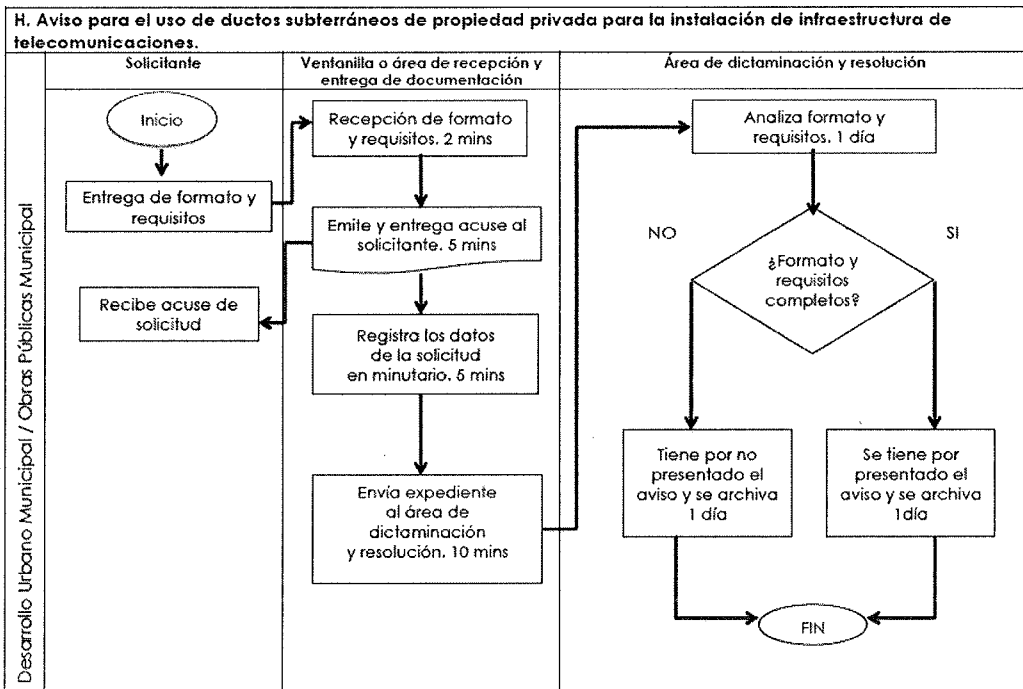 H. Aviso para el uso de ductos subterráneos de propiedad privada para la instalación de infraestructura de
telecomunicaciones.
Desarrollo Urbano Municipal / Obras Públicas Municipal
Solicitante
Inicio
Entrega de formato y
requisitos
Recibe acuse de
solicitud
Ventanilla o área de recepción y
entrega de documentación
Recepción de formato
y requisitos. 2 mins
Emite y entrega acuse al
solicitante. 5 mins
Registra los datos
de la solicitud
en minutario. 5 mins
Envía expediente
al área de
dictaminación
y resolución. 10 mins
Área de dictaminación y resolución
Analiza formato y
requisitos. 1 día
NO
SI
¿Formato y
requisitos
completos?
Tiene por no
presentado el
aviso y se archiva
1 día
Se tiene por
presentado el
aviso y se archiva
1día
FIN